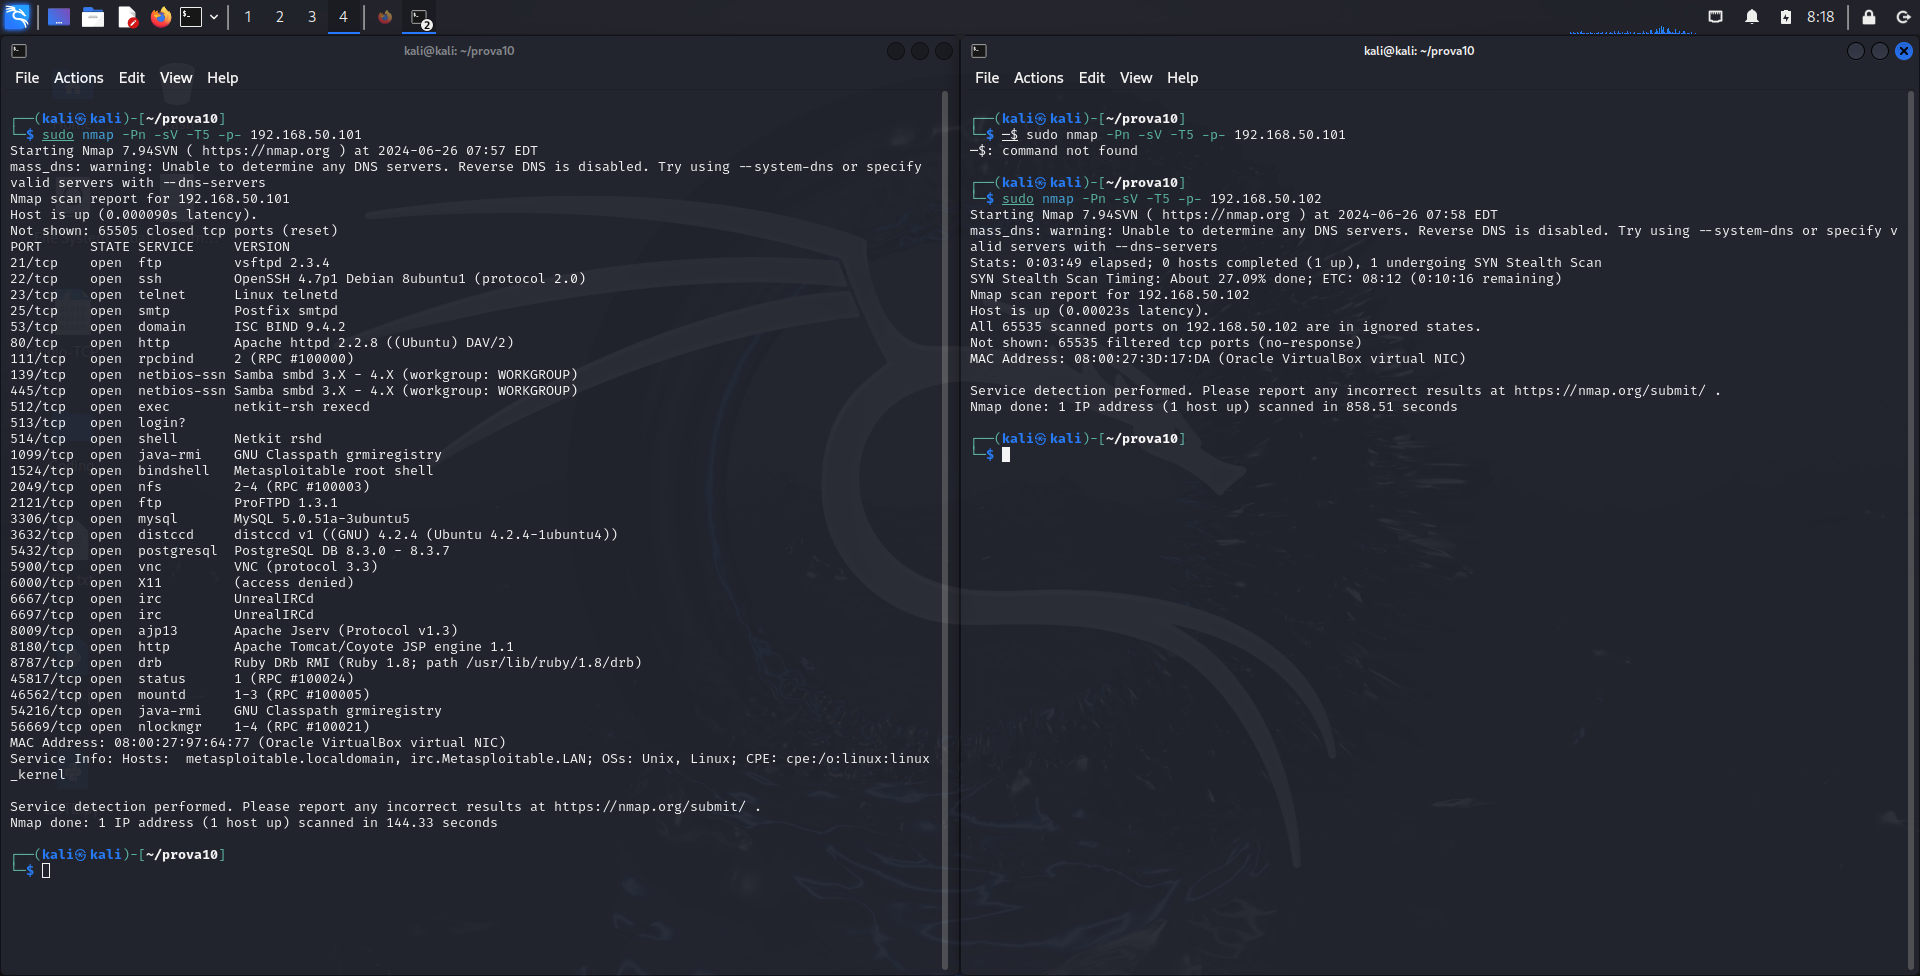 1 2 3 4 2 8:18
kali@kali: ~/prova10
File Actions Edit View Help
┌──(kali㉿kali)-[~/prova10]
└─$ sudo nmap -Pn -sV -T5 -p- 192.168.50.101
Starting Nmap 7.94SVN ( https://nmap.org ) at 2024-06-26 07:57 EDT
mass_dns: warning: Unable to determine any DNS servers. Reverse DNS is disabled. Try using --system-dns or specify
valid servers with --dns-servers
Nmap scan report for 192.168.50.101
Host is up (0.000090s latency).
Not shown: 65505 closed tcp ports (reset)
PORT      STATE SERVICE     VERSION
21/tcp    open  ftp         vsftpd 2.3.4
22/tcp    open  ssh         OpenSSH 4.7p1 Debian 8ubuntu1 (protocol 2.0)
23/tcp    open  telnet      Linux telnetd
25/tcp    open  smtp        Postfix smtpd
53/tcp    open  domain      ISC BIND 9.4.2
80/tcp    open  http        Apache httpd 2.2.8 ((Ubuntu) DAV/2)
111/tcp   open  rpcbind     2 (RPC #100000)
139/tcp   open  netbios-ssn Samba smbd 3.X - 4.X (workgroup: WORKGROUP)
445/tcp   open  netbios-ssn Samba smbd 3.X - 4.X (workgroup: WORKGROUP)
512/tcp   open  exec        netkit-rsh rexecd
513/tcp   open  login?
514/tcp   open  shell       Netkit rshd
1099/tcp  open  java-rmi    GNU Classpath grmiregistry
1524/tcp  open  bindshell   Metasploitable root shell
2049/tcp  open  nfs         2-4 (RPC #100003)
2121/tcp  open  ftp         ProFTPD 1.3.1
3306/tcp  open  mysql       MySQL 5.0.51a-3ubuntu5
3632/tcp  open  distccd     distccd v1 ((GNU) 4.2.4 (Ubuntu 4.2.4-1ubuntu4))
5432/tcp  open  postgresql  PostgreSQL DB 8.3.0 - 8.3.7
5900/tcp  open  vnc         VNC (protocol 3.3)
6000/tcp  open  X11         (access denied)
6667/tcp  open  irc         UnrealIRCd
6697/tcp  open  irc         UnrealIRCd
8009/tcp  open  ajp13       Apache Jserv (Protocol v1.3)
8180/tcp  open  http        Apache Tomcat/Coyote JSP engine 1.1
8787/tcp  open  drb         Ruby DRb RMI (Ruby 1.8; path /usr/lib/ruby/1.8/drb)
45817/tcp open  status      1 (RPC #100024)
46562/tcp open  mountd      1-3 (RPC #100005)
54216/tcp open  java-rmi    GNU Classpath grmiregistry
56669/tcp open  nlockmgr    1-4 (RPC #100021)
MAC Address: 08:00:27:97:64:77 (Oracle VirtualBox virtual NIC)
Service Info: Hosts:  metasploitable.localdomain, irc.Metasploitable.LAN; OSs: Unix, Linux; CPE: cpe:/o:linux:linux
_kernel
Service detection performed. Please report any incorrect results at https://nmap.org/submit/ .
Nmap done: 1 IP address (1 host up) scanned in 144.33 seconds
┌──(kali㉿kali)-[~/prova10]
└─$
kali@kali: ~/prova10
File Actions Edit View Help
┌──(kali㉿kali)-[~/prova10]
└─$ ─$ sudo nmap -Pn -sV -T5 -p- 192.168.50.101
─$: command not found
┌──(kali㉿kali)-[~/prova10]
└─$ sudo nmap -Pn -sV -T5 -p- 192.168.50.102
Starting Nmap 7.94SVN ( https://nmap.org ) at 2024-06-26 07:58 EDT
mass_dns: warning: Unable to determine any DNS servers. Reverse DNS is disabled. Try using --system-dns or specify v
alid servers with --dns-servers
Stats: 0:03:49 elapsed; 0 hosts completed (1 up), 1 undergoing SYN Stealth Scan
SYN Stealth Scan Timing: About 27.09% done; ETC: 08:12 (0:10:16 remaining)
Nmap scan report for 192.168.50.102
Host is up (0.00023s latency).
All 65535 scanned ports on 192.168.50.102 are in ignored states.
Not shown: 65535 filtered tcp ports (no-response)
MAC Address: 08:00:27:3D:17:DA (Oracle VirtualBox virtual NIC)
Service detection performed. Please report any incorrect results at https://nmap.org/submit/ .
Nmap done: 1 IP address (1 host up) scanned in 858.51 seconds
┌──(kali㉿kali)-[~/prova10]
└─$